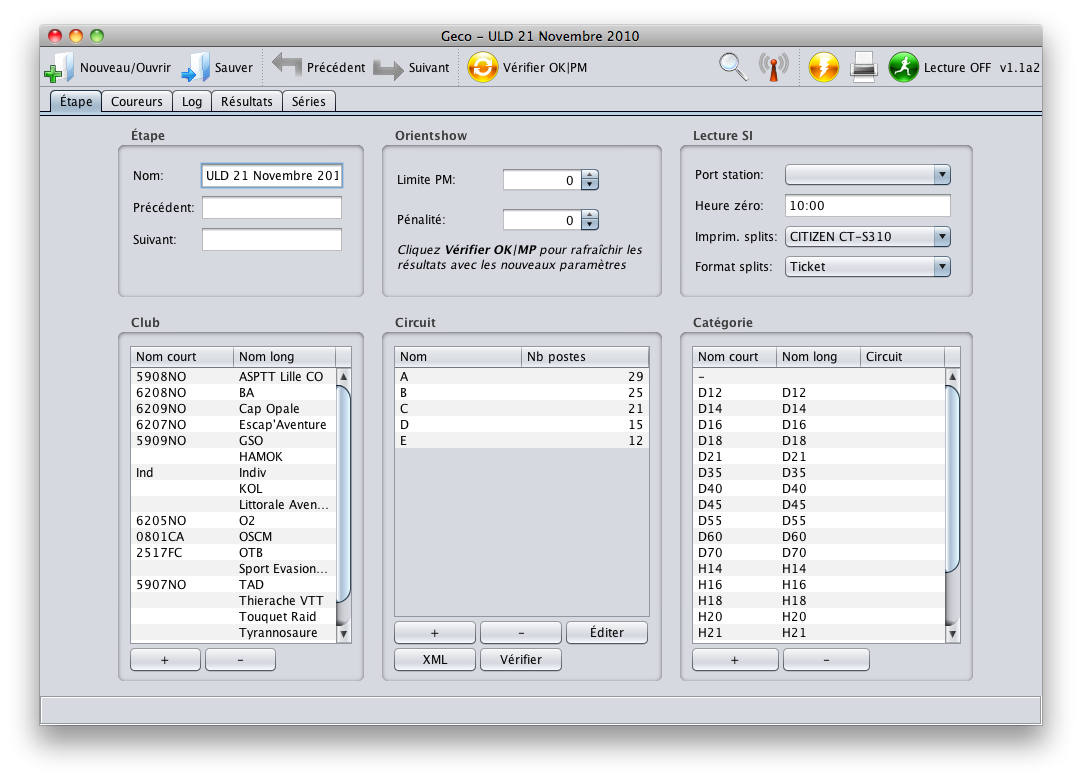 Geco – ULD 21 Novembre 2010
Nouveau/Ouvrir Sauver Précédent Suivant Vérifier OK|PM Lecture OFF v1.1a2
Étape Coureurs Log Résultats Séries
Étape
Nom: ULD 21 Novembre 201
Précédent:
Suivant:
Orientshow
Limite PM: 0
Pénalité: 0
Cliquez Vérifier OK|MP pour rafraîchir les
résultats avec les nouveaux paramètres
Lecture SI
Port station:
Heure zéro: 10:00
Imprim. splits: CITIZEN CT-S310
Format splits: Ticket
Club
Nom court Nom long
5908NO ASPTT Lille CO
6208NO BA
6209NO Cap Opale
6207NO Escap'Aventure
5909NO GSO
HAMOK
Ind Indiv
KOL
Littorale Aven...
6205NO O2
0801CA OSCM
2517FC OTB
Sport Evasion...
5907NO TAD
Thierache VTT
Touquet Raid
Tyrannosaure
+ –
Circuit
Nom Nb postes
A 29
B 25
C 21
D 15
E 12
+ – Éditer
XML Vérifier
Catégorie
Nom court Nom long Circuit
–
D12 D12
D14 D14
D16 D16
D18 D18
D21 D21
D35 D35
D40 D40
D45 D45
D55 D55
D60 D60
D70 D70
H14 H14
H16 H16
H18 H18
H20 H20
H21 H21
+ –